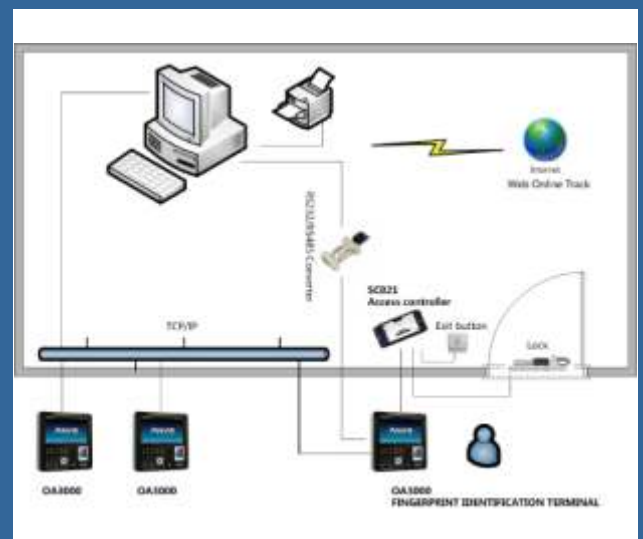 Internet
Web Online Track
RS232/RS485 Converter
SC821
Access controller
Exit button
Lock
TCP/IP
OA3000
OA3000
OA3000
FINGERPRINT IDENTIFICATION TERMINAL